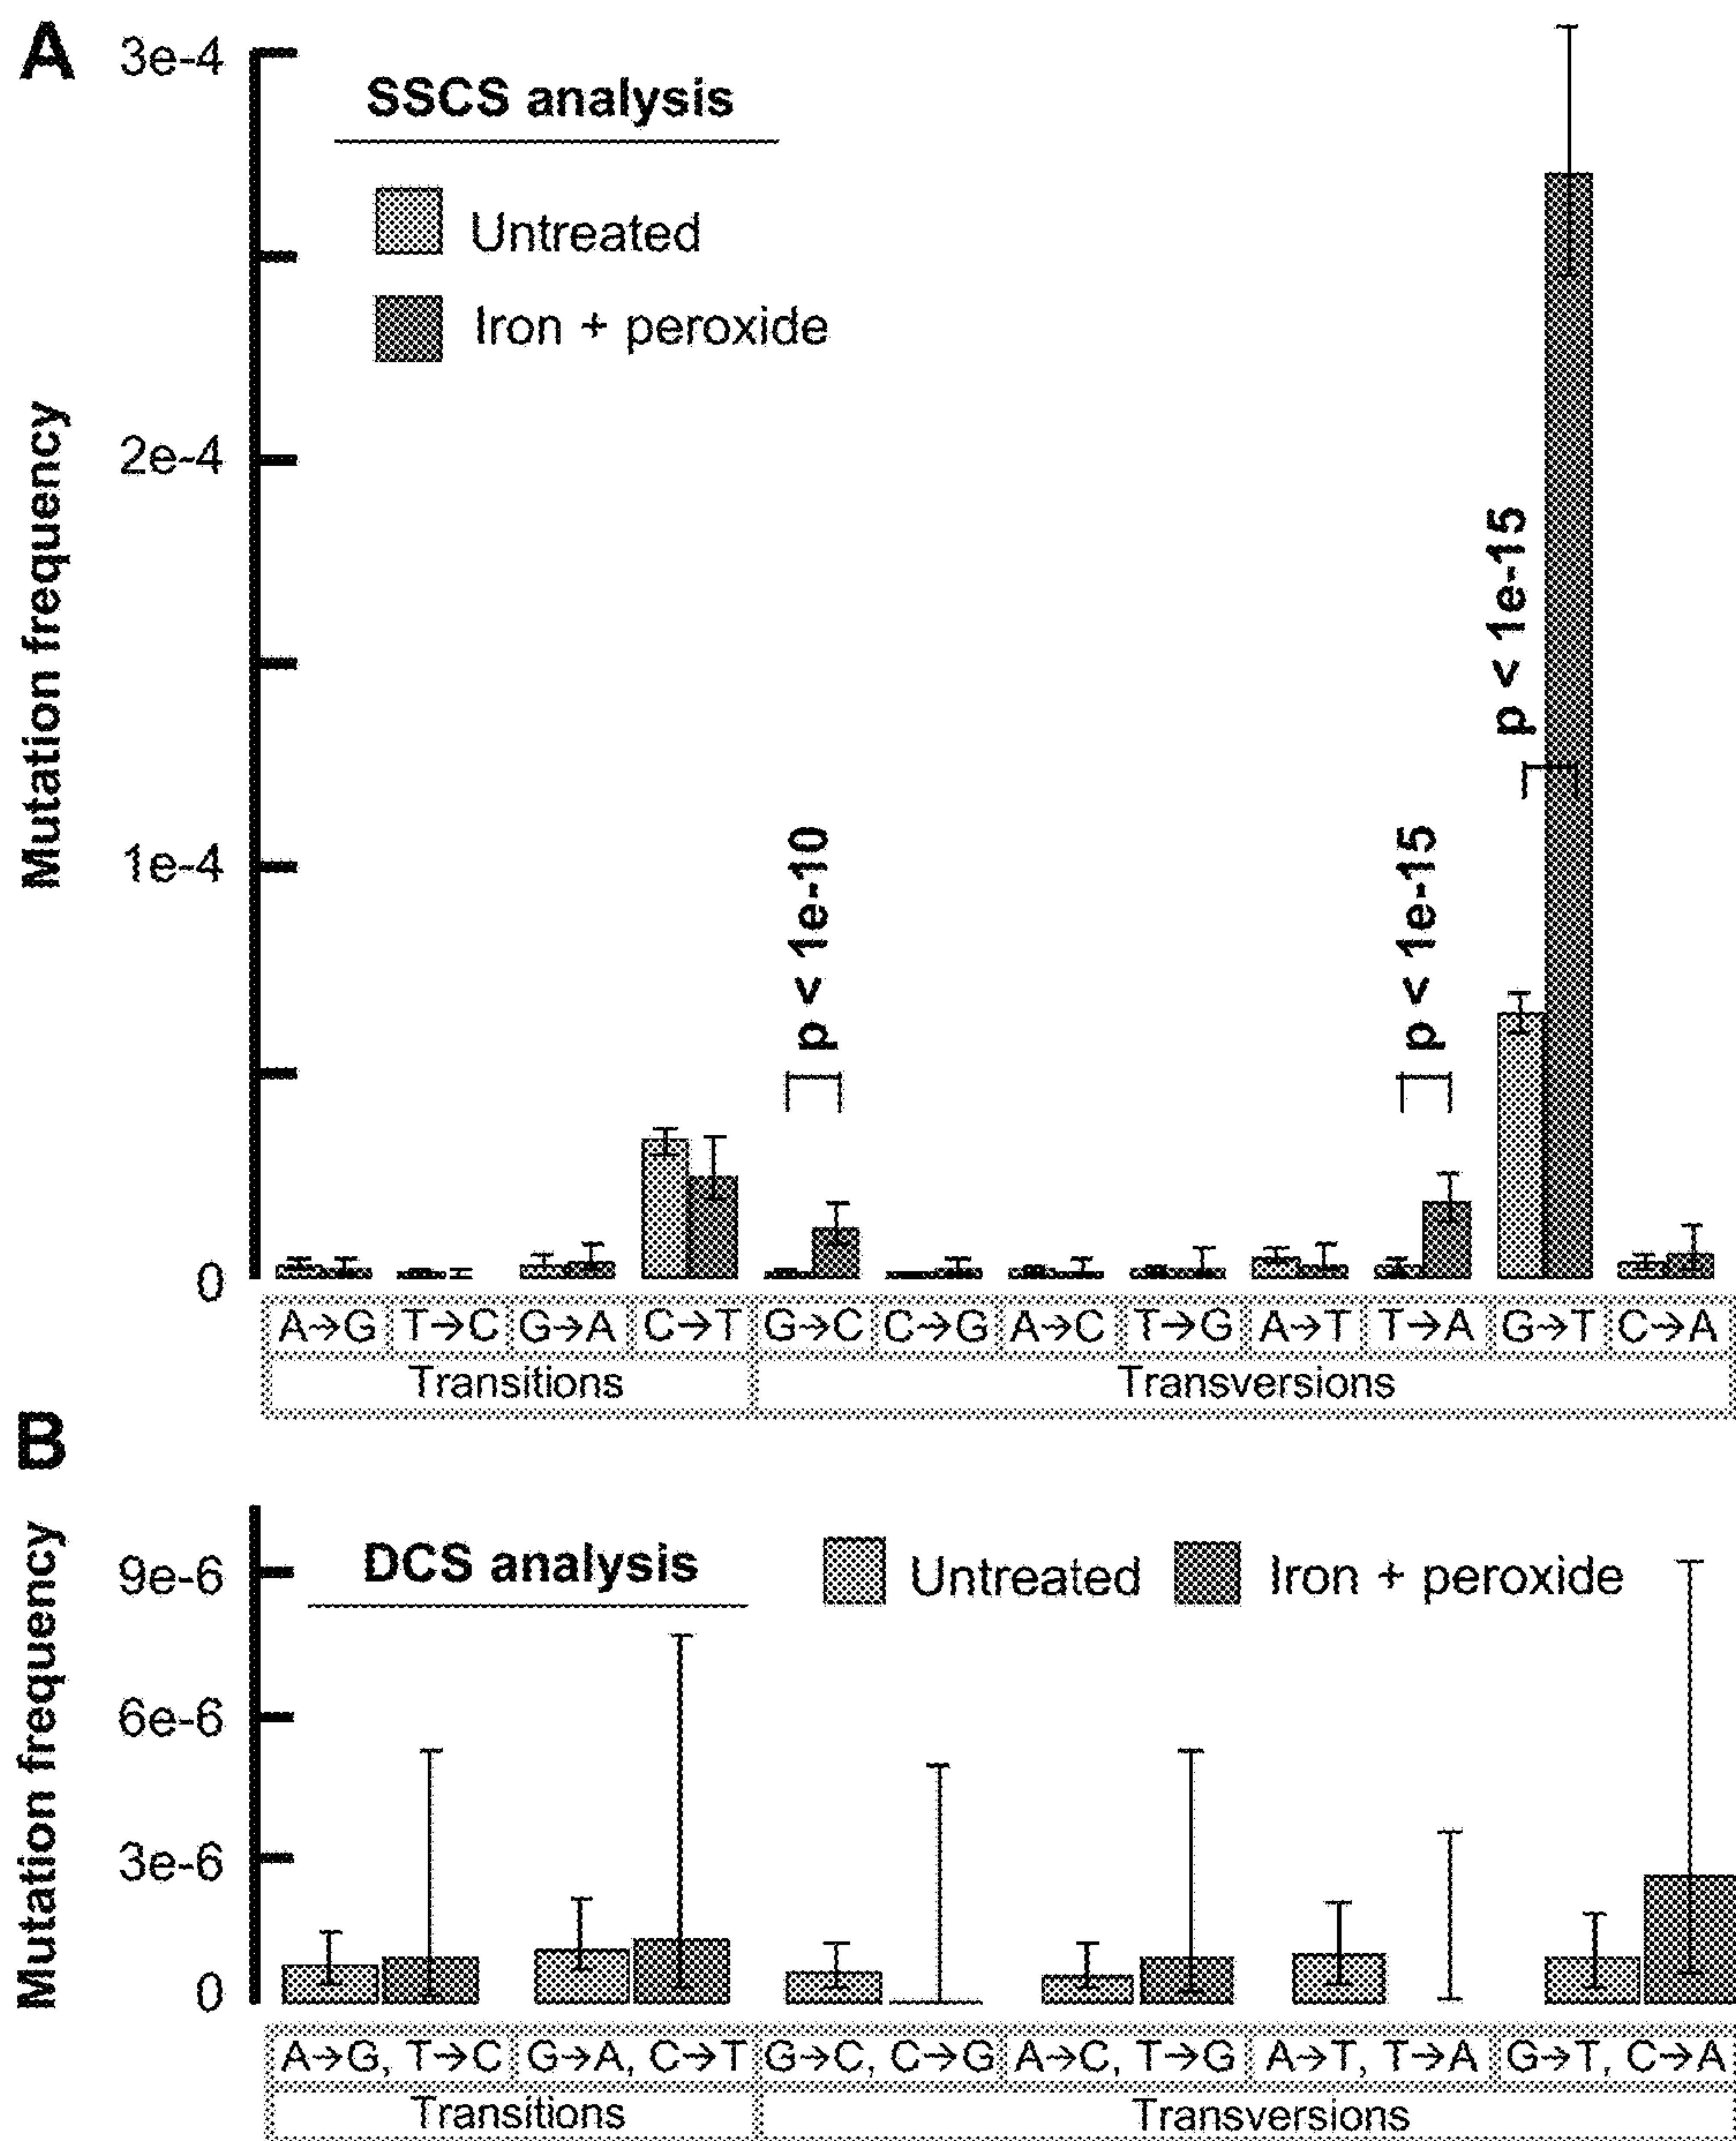 A
3e-4
SSCS analysis
Untreated
Iron + peroxide
2e-4
1e-4
0
Mutation frequency
p < 1e-10
p < 1e-15
p < 1e-15
A→G T→C G→A C→T G→C C→G A→C T→G A→T T→A G→T C→A
Transitions Transversions
B
9e-6
DCS analysis Untreated Iron + peroxide
6e-6
3e-6
0
Mutation frequency
A→G, T→C G→A, C→T G→C, C→G A→C, T→G A→T, T→A G→T, C→A
Transitions Transversions